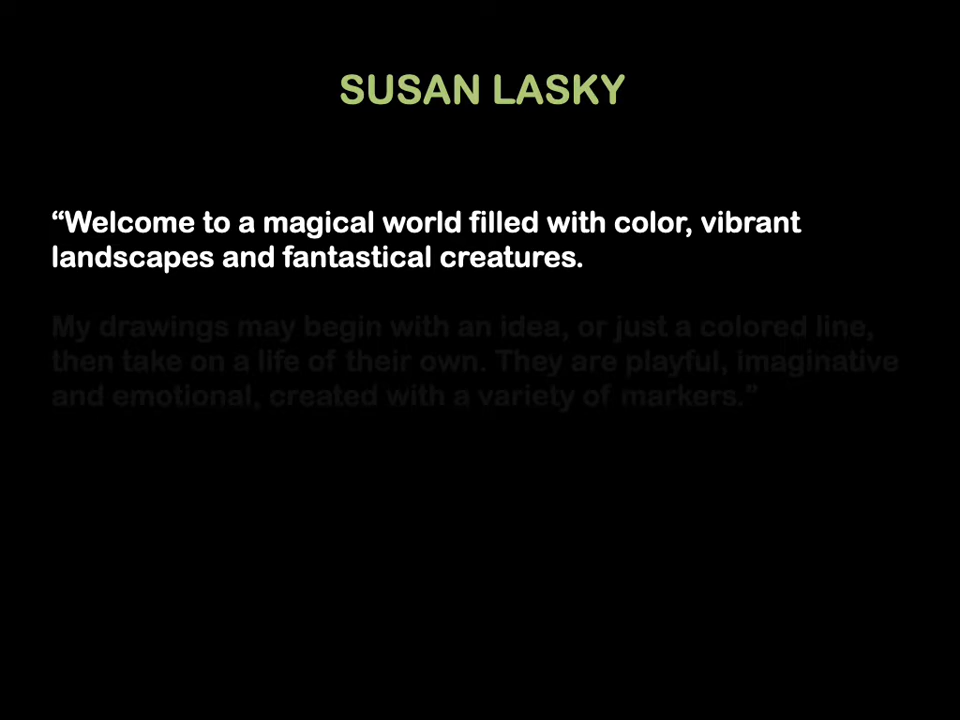 SUSAN LASKY
“Welcome to a magical world filled with color, vibrant
landscapes and fantastical creatures.
My drawings may begin with an idea, or just a colored line,
then take on a life of their own. They are playful, imaginative
and emotional, created with a variety of markers.”